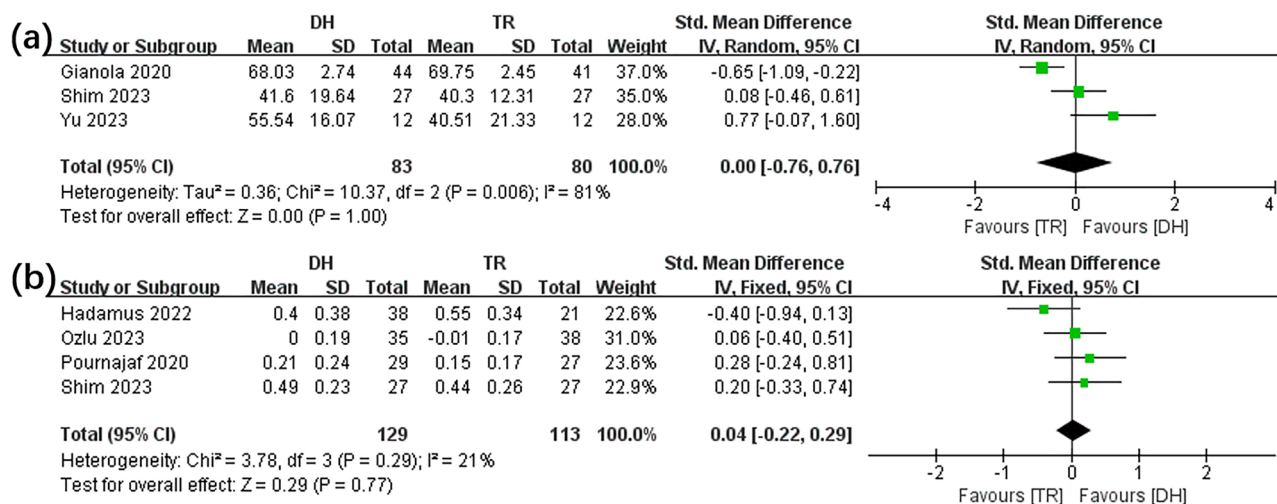 (a)
DH TR Std. Mean Difference Std. Mean Difference
Study or Subgroup Mean SD Total Mean SD Total Weight IV, Random, 95% CI IV, Random, 95% CI
Gianola 2020 68.03 2.74 44 69.75 2.45 41 37.0% -0.65 [-1.09, -0.22]
Shim 2023 41.6 19.64 27 40.3 12.31 27 35.0% 0.08 [-0.46, 0.61]
Yu 2023 55.54 16.07 12 40.51 21.33 12 28.0% 0.77 [-0.07, 1.60]
Total (95% CI) 83 80 100.0% 0.00 [-0.76, 0.76]
Heterogeneity: Tau² = 0.36; Chi² = 10.37, df = 2 (P = 0.006); I² = 81%
Test for overall effect: Z = 0.00 (P = 1.00)
-4 -2 0 2 4
Favours [TR] Favours [DH]
(b)
DH TR Std. Mean Difference Std. Mean Difference
Study or Subgroup Mean SD Total Mean SD Total Weight IV, Fixed, 95% CI IV, Fixed, 95% CI
Hadamus 2022 0.4 0.38 38 0.55 0.34 21 22.6% -0.40 [-0.94, 0.13]
Ozlu 2023 0 0.19 35 -0.01 0.17 38 31.0% 0.06 [-0.40, 0.51]
Pournajaf 2020 0.21 0.24 29 0.15 0.17 27 23.6% 0.28 [-0.24, 0.81]
Shim 2023 0.49 0.23 27 0.44 0.26 27 22.9% 0.20 [-0.33, 0.74]
Total (95% CI) 129 113 100.0% 0.04 [-0.22, 0.29]
Heterogeneity: Chi² = 3.78, df = 3 (P = 0.29); I² = 21%
Test for overall effect: Z = 0.29 (P = 0.77)
-2 -1 0 1 2
Favours [TR] Favours [DH]